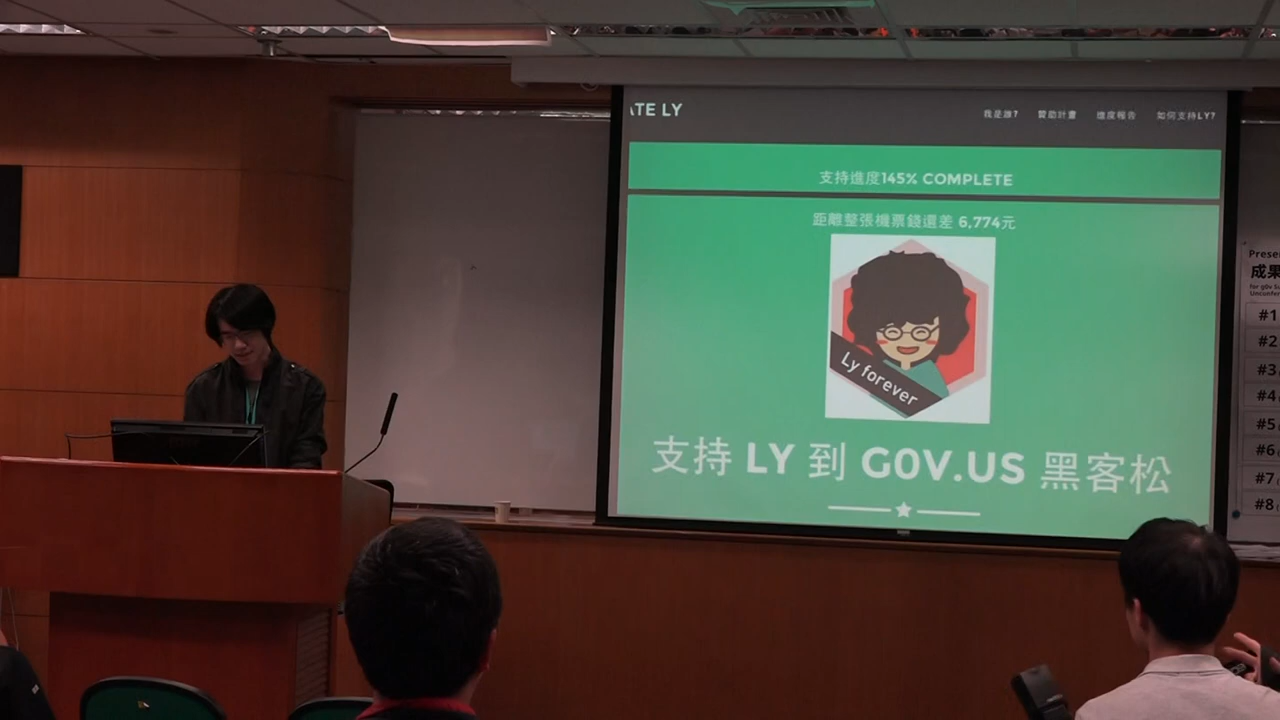 ATE LY
我是誰? 贊助計畫 進度報告 如何支持LY?
支持進度145% COMPLETE
距離整張機票錢還差 6,774元
Ly forever
支持 LY 到 G0V.US 黑客松
成果
#1
#2
#3
#4
#5
#6
#7
#8